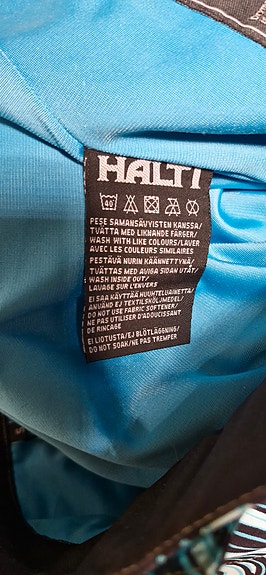 HALTI
40
PESE SAMANSÄVYISTEN KANSSA/
TVÄTTA MED LIKNANDE FÄRGER/
WASH WITH LIKE COLOURS/LAVER
AVEC LES COULEURS SIMILAIRES
PESTÄVÄ NURIN KÄÄNNETTYNÄ/
TVÄTTAS MED AVIGA SIDAN UTÅT/
WASH INSIDE OUT/
LAVAGE SUR L'ENVERS
EI SAA KÄYTTÄÄ HUUHTELUAINETTA/
ANVÄND EJ TEXTILSKÖLJMEDEL/
DO NOT USE FABRIC SOFTENER/
NE PAS UTILISER D'ADOUCISSANT
DE RINCAGE
EI LIOTUSTA/EJ BLÖTLÄGGNING/
DO NOT SOAK/NE PAS TREMPER